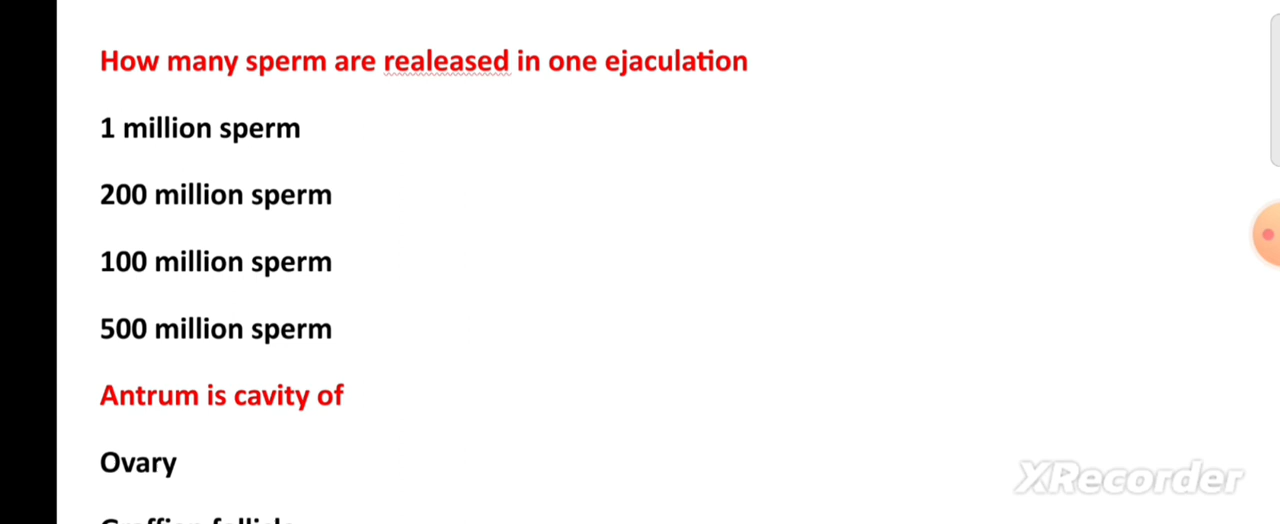 How many sperm are realeased in one ejaculation
1 million sperm
200 million sperm
100 million sperm
500 million sperm
Antrum is cavity of
Ovary
XRecorder